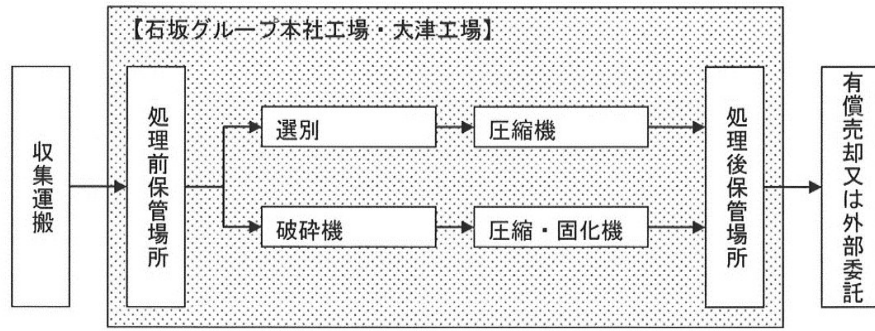 【石坂グループ本社工場・大津工場】
収集運搬
処理前保管場所
選別
圧縮機
破砕機
圧縮・固化機
処理後保管場所
有償売却又は外部委託